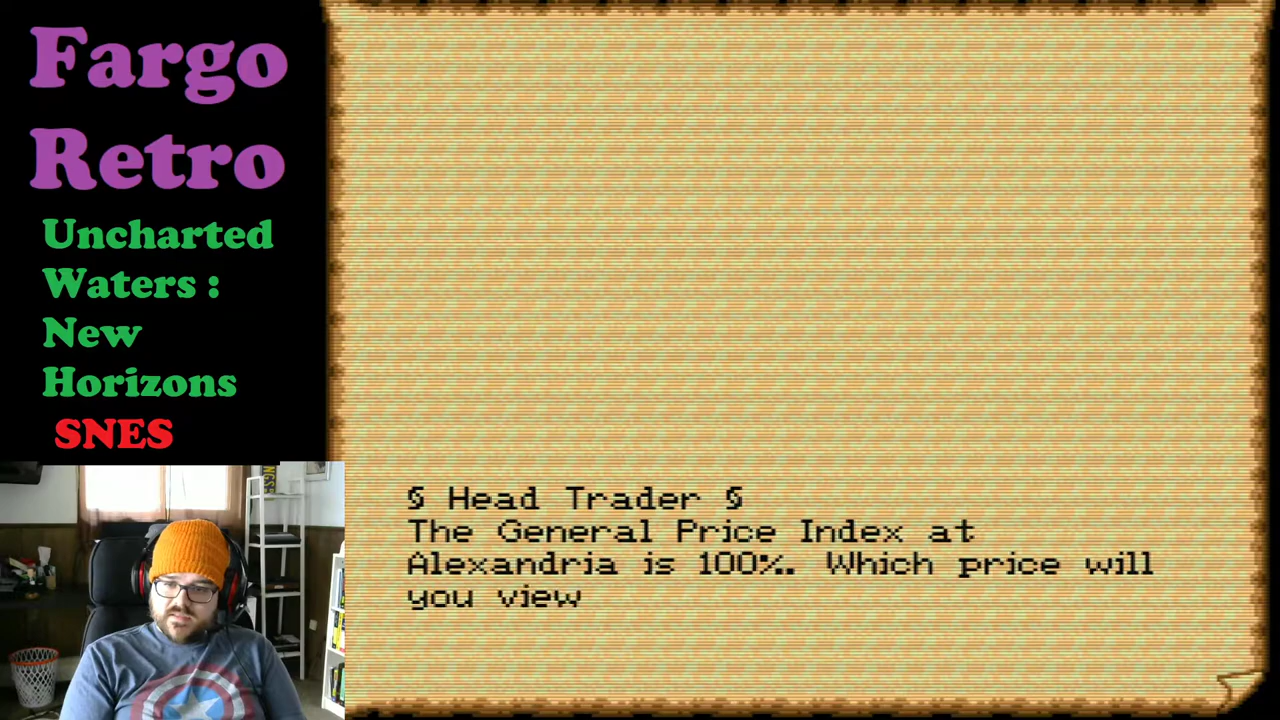 Fargo
Retro
Uncharted
Waters :
New
Horizons
SNES
§ Head Trader §
The General Price Index at
Alexandria is 100%. Which price will
you view